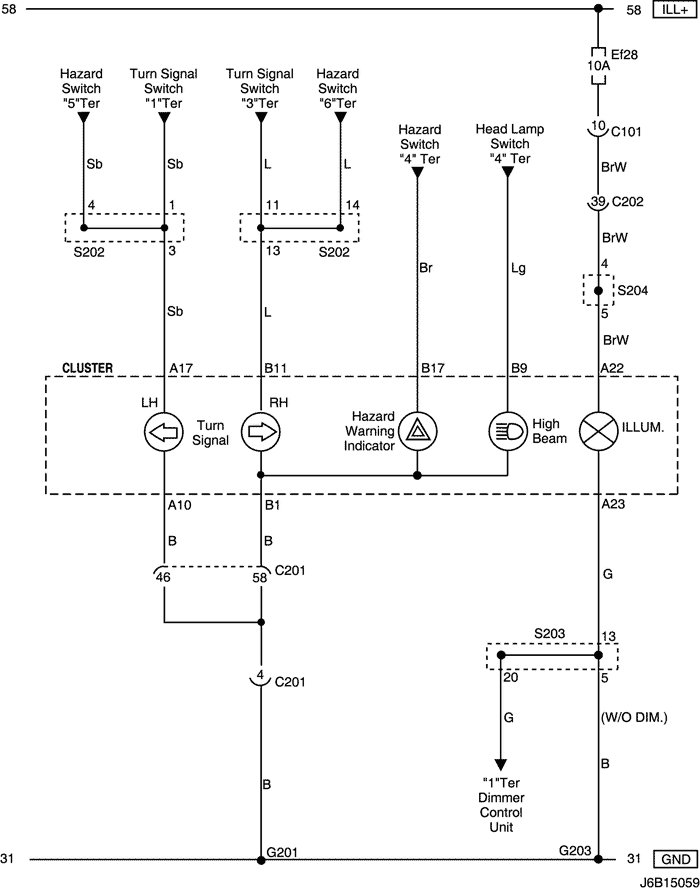 58
58 ILL+
Ef28
10A
Hazard
Switch
"5"Ter
Turn Signal
Switch
"1"Ter
Turn Signal
Switch
"3"Ter
Hazard
Switch
"6"Ter
Hazard
Switch
"4" Ter
Head Lamp
Switch
"4" Ter
10 C101
Sb Sb L L BrW
4 1 11 14 39 C202
S202 3 13 S202
BrW
4
Br Lg
S204
5
Sb L BrW
CLUSTER A17 B11 B17 B9 A22
LH RH
Turn
Signal
Hazard
Warning
Indicator
High
Beam
ILLUM.
A10 B1 A23
B B
46 58 C201
G
S203 13
4 C201
20 5
G (W/O DIM.)
B B
"1"Ter
Dimmer
Control
Unit
31 G201 G203 31 GND
J6B15059